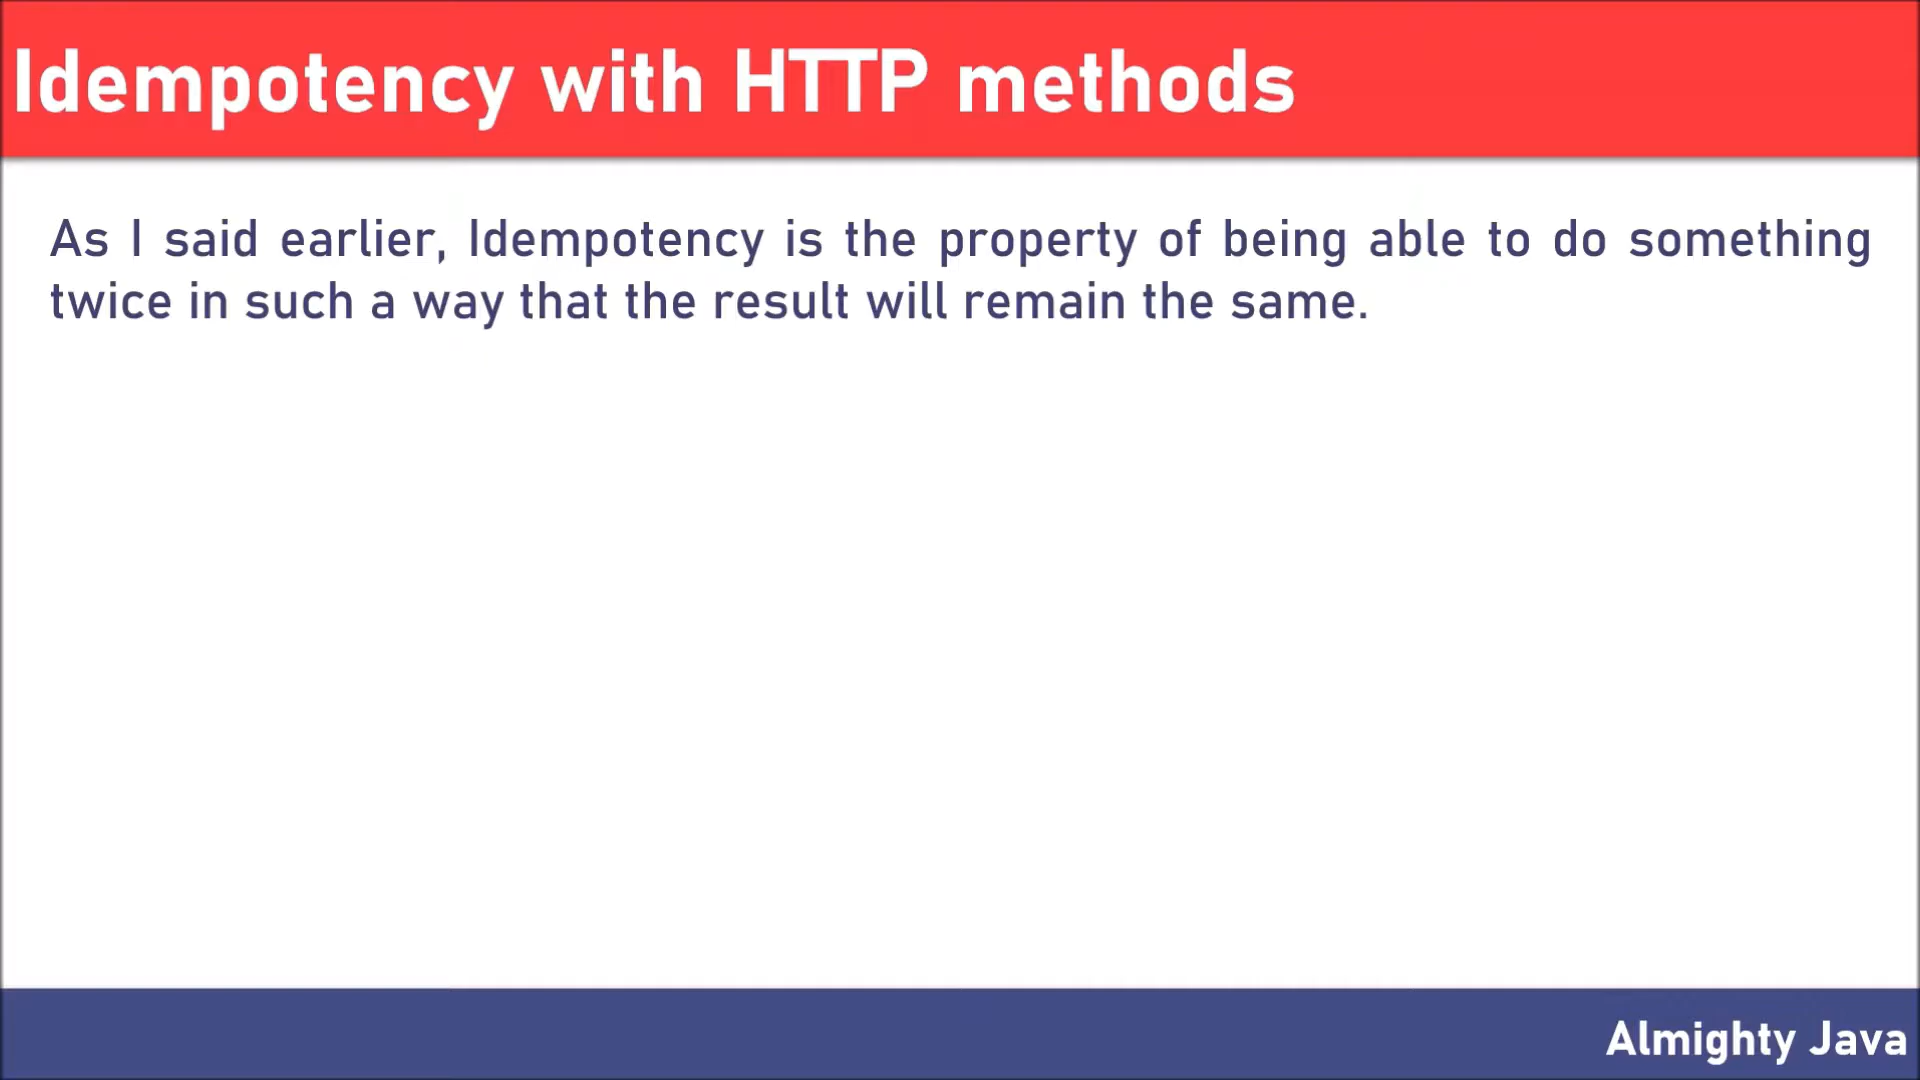 Idempotency with HTTP methods
As I said earlier, Idempotency is the property of being able to do something
twice in such a way that the result will remain the same.
Almighty Java